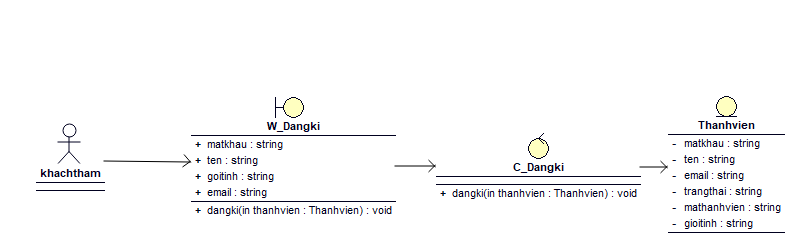 khachtham
W_Dangki
+ matkhau : string
+ ten : string
+ goitinh : string
+ email : string
+ dangki(in thanhvien : Thanhvien) : void
C_Dangki
+ dangki(in thanhvien : Thanhvien) : void
Thanhvien
- matkhau : string
- ten : string
- email : string
- trangthai : string
- mathanhvien : string
- gioitinh : string